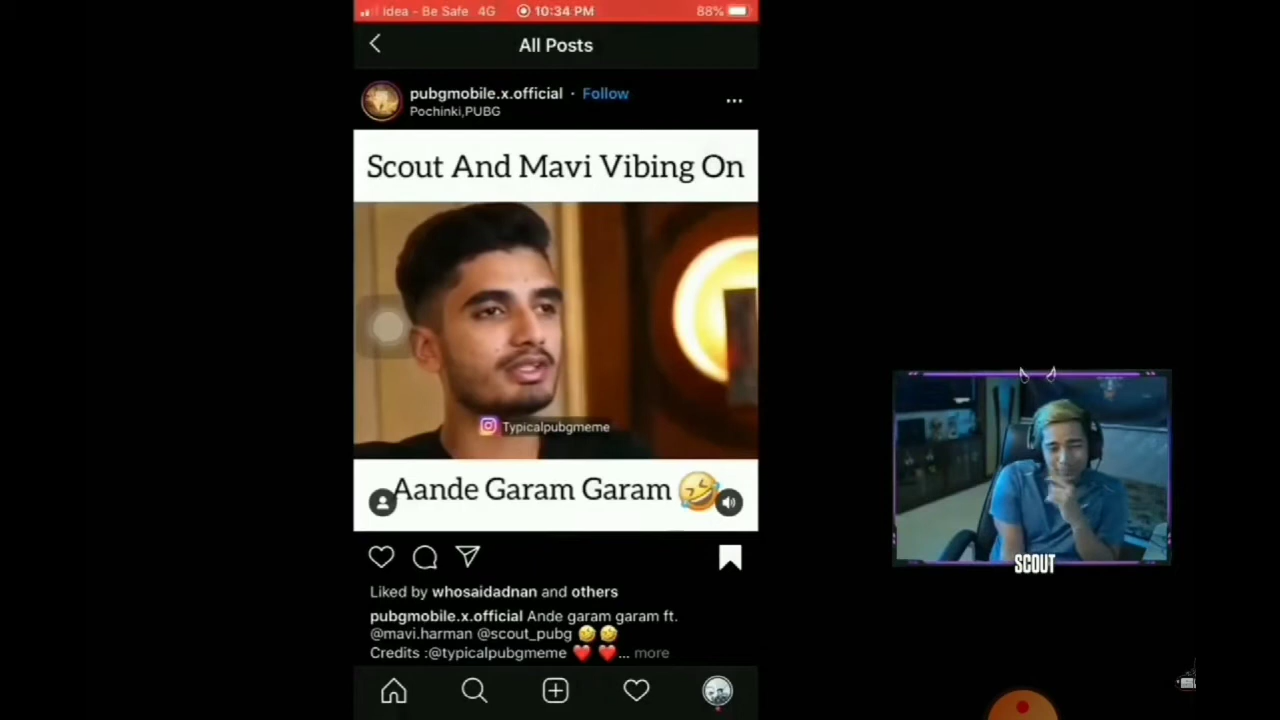 idea - Be Safe 4G 10:34 PM 88%
All Posts
pubgmobile.x.official · Follow
Pochinki,PUBG
Scout And Mavi Vibing On
Typicalpubgmeme
Aande Garam Garam 🤣
Liked by whosaidadnan and others
pubgmobile.x.official Ande garam garam ft.
@mavi.harman @scout_pubg 🤣🤣
Credits :@typicalpubgmeme ❤️ ❤️... more
SCOUT